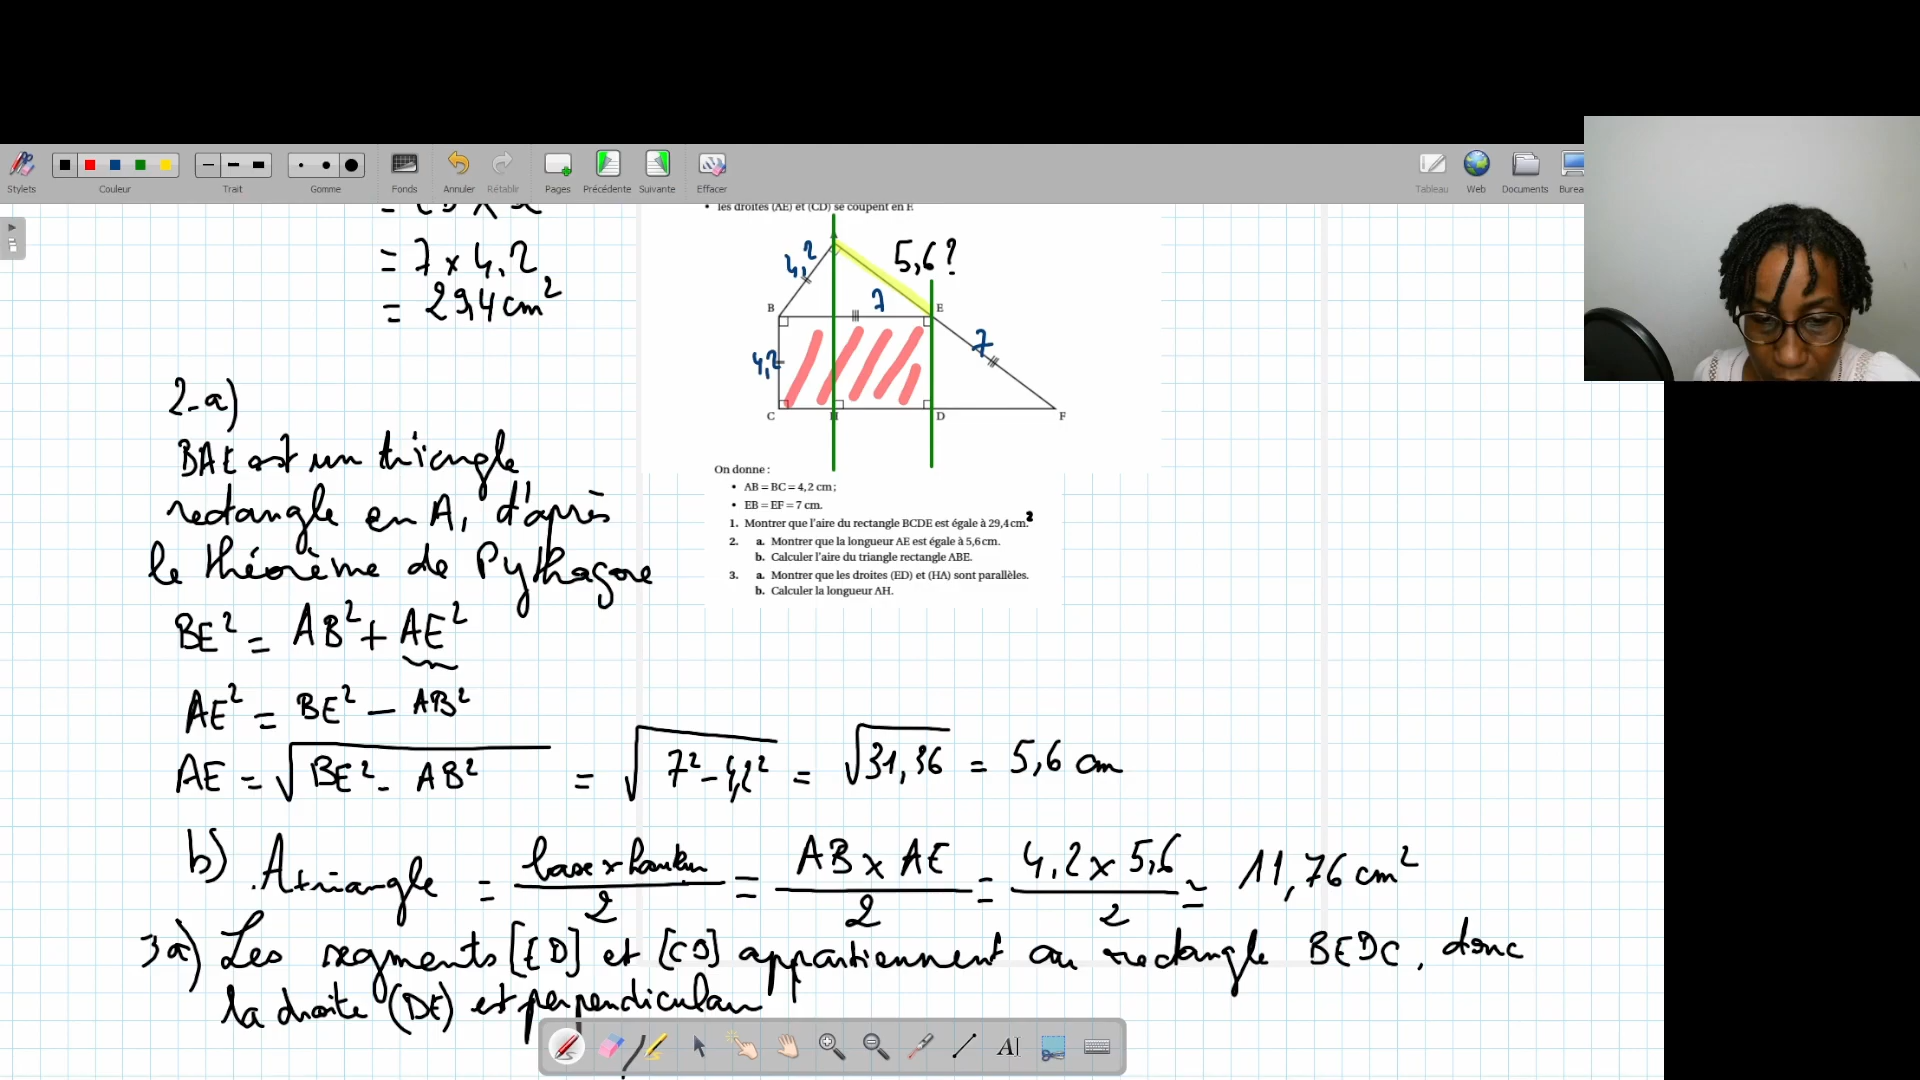 Stylets
Couleur
Trait
Gomme
Fonds
Annuler
Rétablir
Pages
Précédente
Suivante
Effacer
Tableau
Web
Documents
Burea
• les droites (AE) et (CD) se coupent en F.
= 7 x 4,2
= 29,4 cm²
4,2
5,6?
7
B
E
7
4,2
C
H
D
F
On donne :
• AB = BC = 4,2 cm ;
• EB = EF = 7 cm.
1. Montrer que l'aire du rectangle BCDE est égale à 29,4 cm.²
2. a. Montrer que la longueur AE est égale à 5,6 cm.
b. Calculer l'aire du triangle rectangle ABE.
3. a. Montrer que les droites (ED) et (HA) sont parallèles.
b. Calculer la longueur AH.
2-a)
BAE est un triangle
rectangle en A, d'après
le théorème de Pythagore
BE² = AB² + AE²
AE² = BE² - AB²
AE = √BE² - AB² = √7² - 4,2² = √31,36 = 5,6 cm
b) Atriangle = base x hauteur / 2 = AB x AE / 2 = 4,2 x 5,6 / 2 = 11,76 cm²
3a) Les segments [ED] et [CD] appartiennent au rectangle BEDC, donc
la droite (DE) est